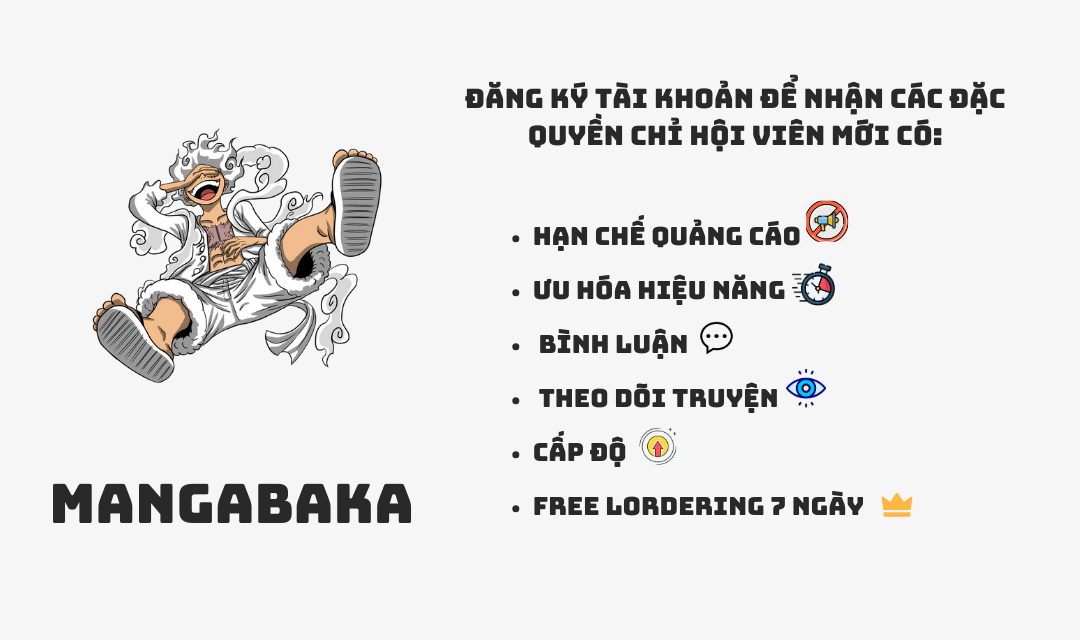 ĐĂNG KÝ TÀI KHOẢN ĐỂ NHẬN CÁC ĐẶC
QUYỀN CHỈ HỘI VIÊN MỚI CÓ:
• HẠN CHẾ QUẢNG CÁO
• ƯU HÓA HIỆU NĂNG
• BÌNH LUẬN
• THEO DÕI TRUYỆN
• CẤP ĐỘ
• FREE LORDERING 7 NGÀY
MANGABAKA